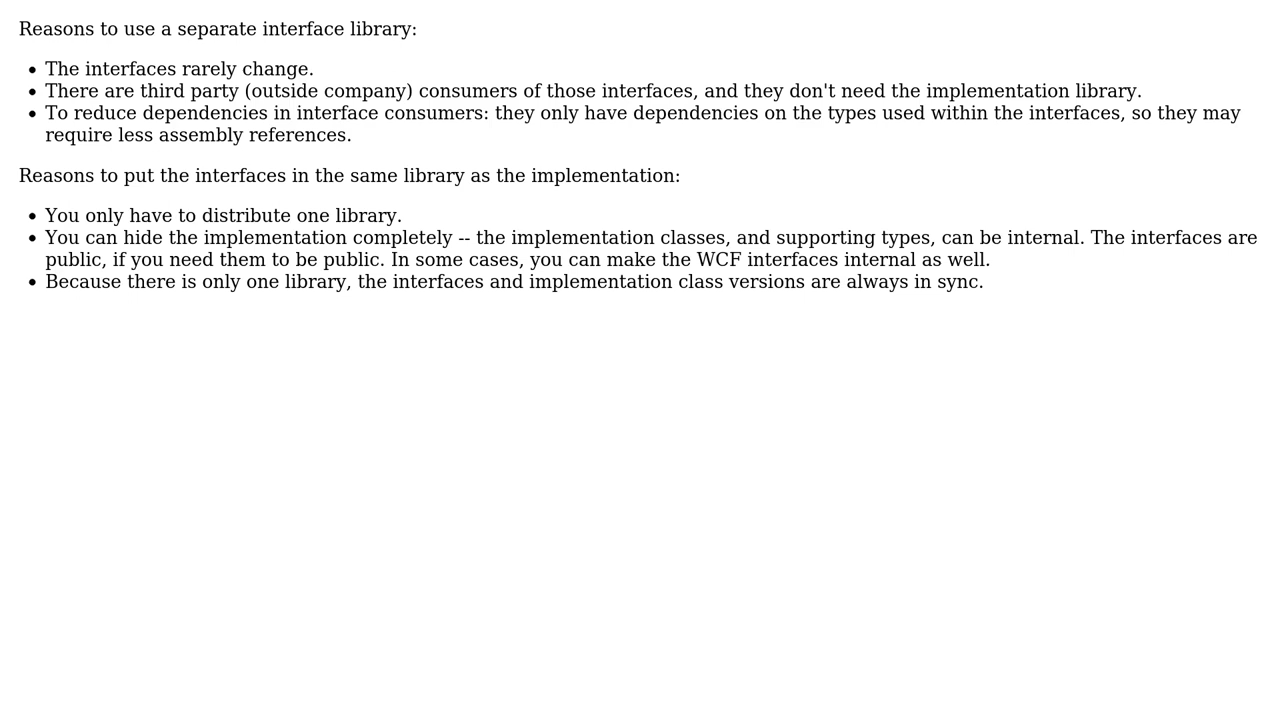 Reasons to use a separate interface library:
• The interfaces rarely change.
• There are third party (outside company) consumers of those interfaces, and they don't need the implementation library.
• To reduce dependencies in interface consumers: they only have dependencies on the types used within the interfaces, so they may
require less assembly references.
Reasons to put the interfaces in the same library as the implementation:
• You only have to distribute one library.
• You can hide the implementation completely -- the implementation classes, and supporting types, can be internal. The interfaces are
public, if you need them to be public. In some cases, you can make the WCF interfaces internal as well.
• Because there is only one library, the interfaces and implementation class versions are always in sync.